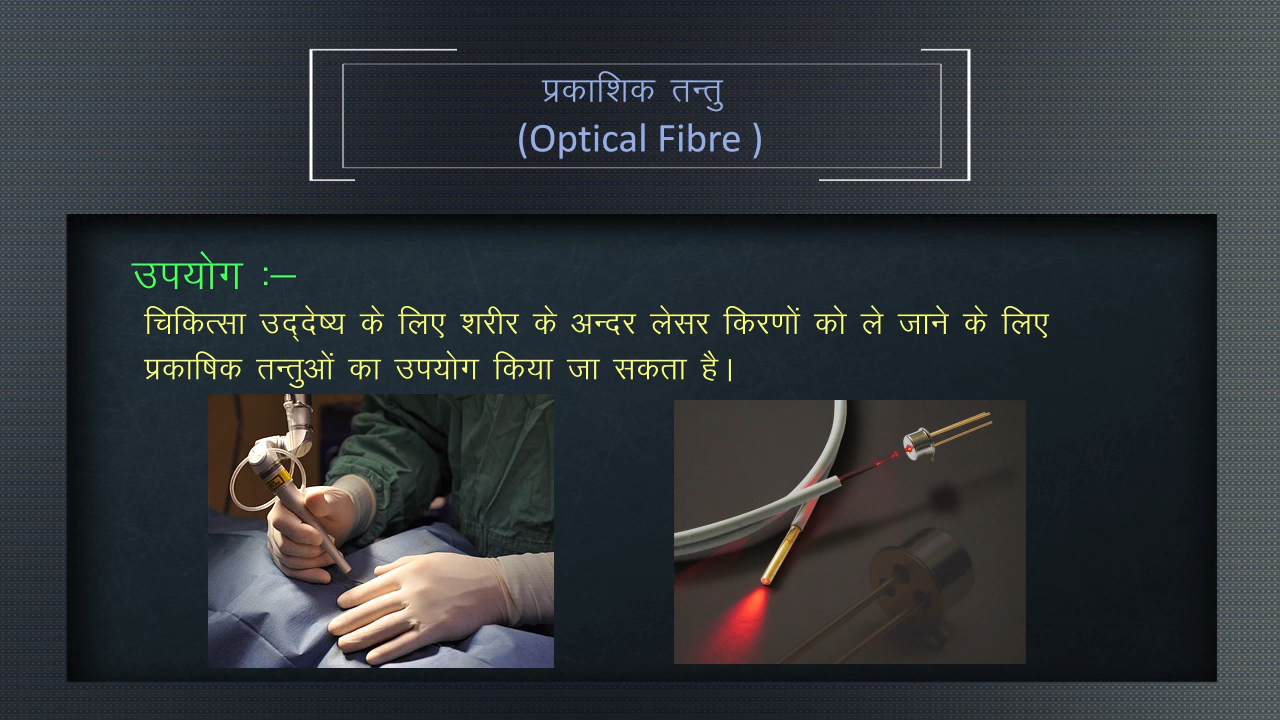 प्रकाशिक तन्तु
(Optical Fibre )
उपयोग :–
चिकित्सा उद्देष्य के लिए शरीर के अन्दर लेसर किरणों को ले जाने के लिए
प्रकाषिक तन्तुओं का उपयोग किया जा सकता है।